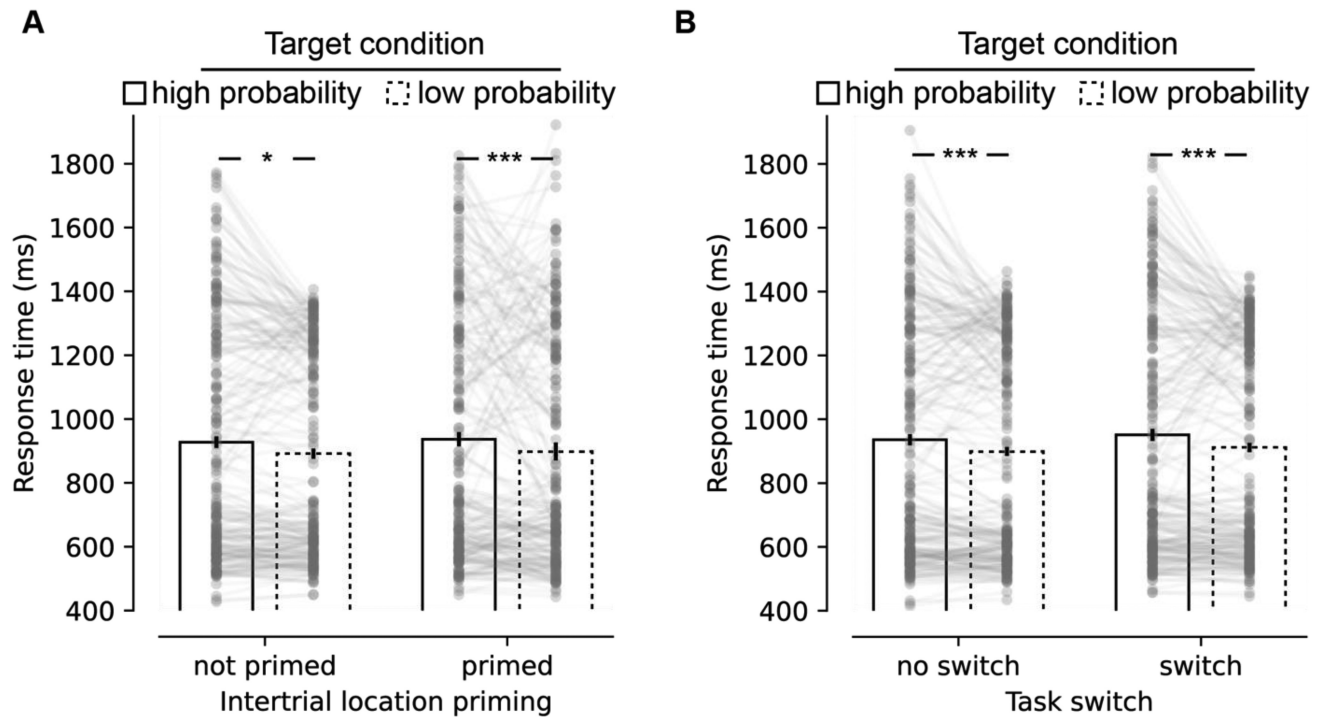 A
Target condition
high probability
low probability
Response time (ms)
1800
1600
1400
1200
1000
800
600
400
*
***
not primed
primed
Intertrial location priming
B
Target condition
high probability
low probability
Response time (ms)
1800
1600
1400
1200
1000
800
600
400
***
***
no switch
switch
Task switch